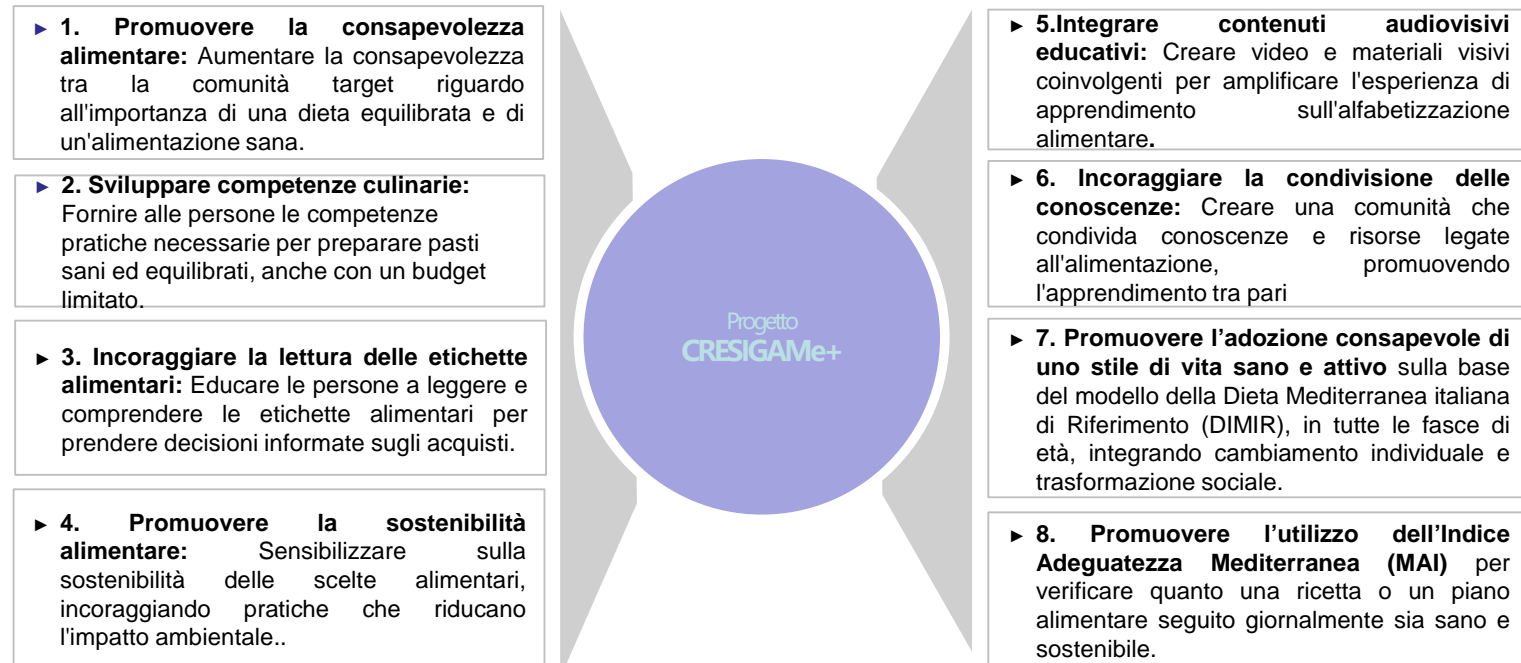 ► 1. Promuovere la consapevolezza
alimentare: Aumentare la consapevolezza
tra la comunità target riguardo
all'importanza di una dieta equilibrata e di
un'alimentazione sana.
► 2. Sviluppare competenze culinarie:
Fornire alle persone le competenze
pratiche necessarie per preparare pasti
sani ed equilibrati, anche con un budget
limitato.
► 3. Incoraggiare la lettura delle etichette
alimentari: Educare le persone a leggere e
comprendere le etichette alimentari per
prendere decisioni informate sugli acquisti.
► 4. Promuovere la sostenibilità
alimentare: Sensibilizzare sulla
sostenibilità delle scelte alimentari,
incoraggiando pratiche che riducano
l'impatto ambientale..
Progetto
CRESIGAMe+
► 5.Integrare contenuti audiovisivi
educativi: Creare video e materiali visivi
coinvolgenti per amplificare l'esperienza di
apprendimento sull'alfabetizzazione
alimentare.
► 6. Incoraggiare la condivisione delle
conoscenze: Creare una comunità che
condivida conoscenze e risorse legate
all'alimentazione, promuovendo
l'apprendimento tra pari
► 7. Promuovere l’adozione consapevole di
uno stile di vita sano e attivo sulla base
del modello della Dieta Mediterranea italiana
di Riferimento (DIMIR), in tutte le fasce di
età, integrando cambiamento individuale e
trasformazione sociale.
► 8. Promuovere l’utilizzo dell’Indice
Adeguatezza Mediterranea (MAI) per
verificare quanto una ricetta o un piano
alimentare seguito giornalmente sia sano e
sostenibile.